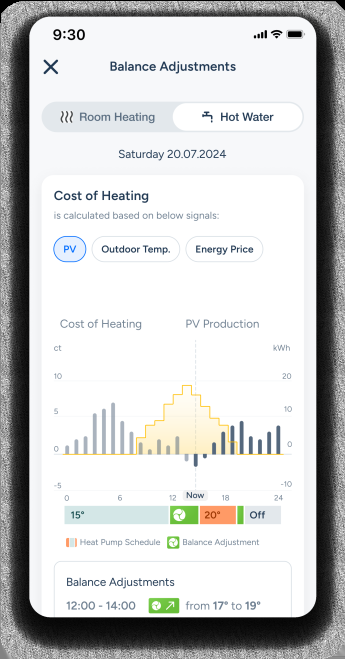 9:30
Balance Adjustments
Room Heating Hot Water
Saturday 20.07.2024
Cost of Heating
is calculated based on below signals:
PV Outdoor Temp. Energy Price
Cost of Heating PV Production
ct kWh
10 20
5 10
0 0
-5 -10
0 6 12 Now 18 24
15° 20° Off
Heat Pump Schedule Balance Adjustment
Balance Adjustments
12:00 - 14:00 from 17° to 19°